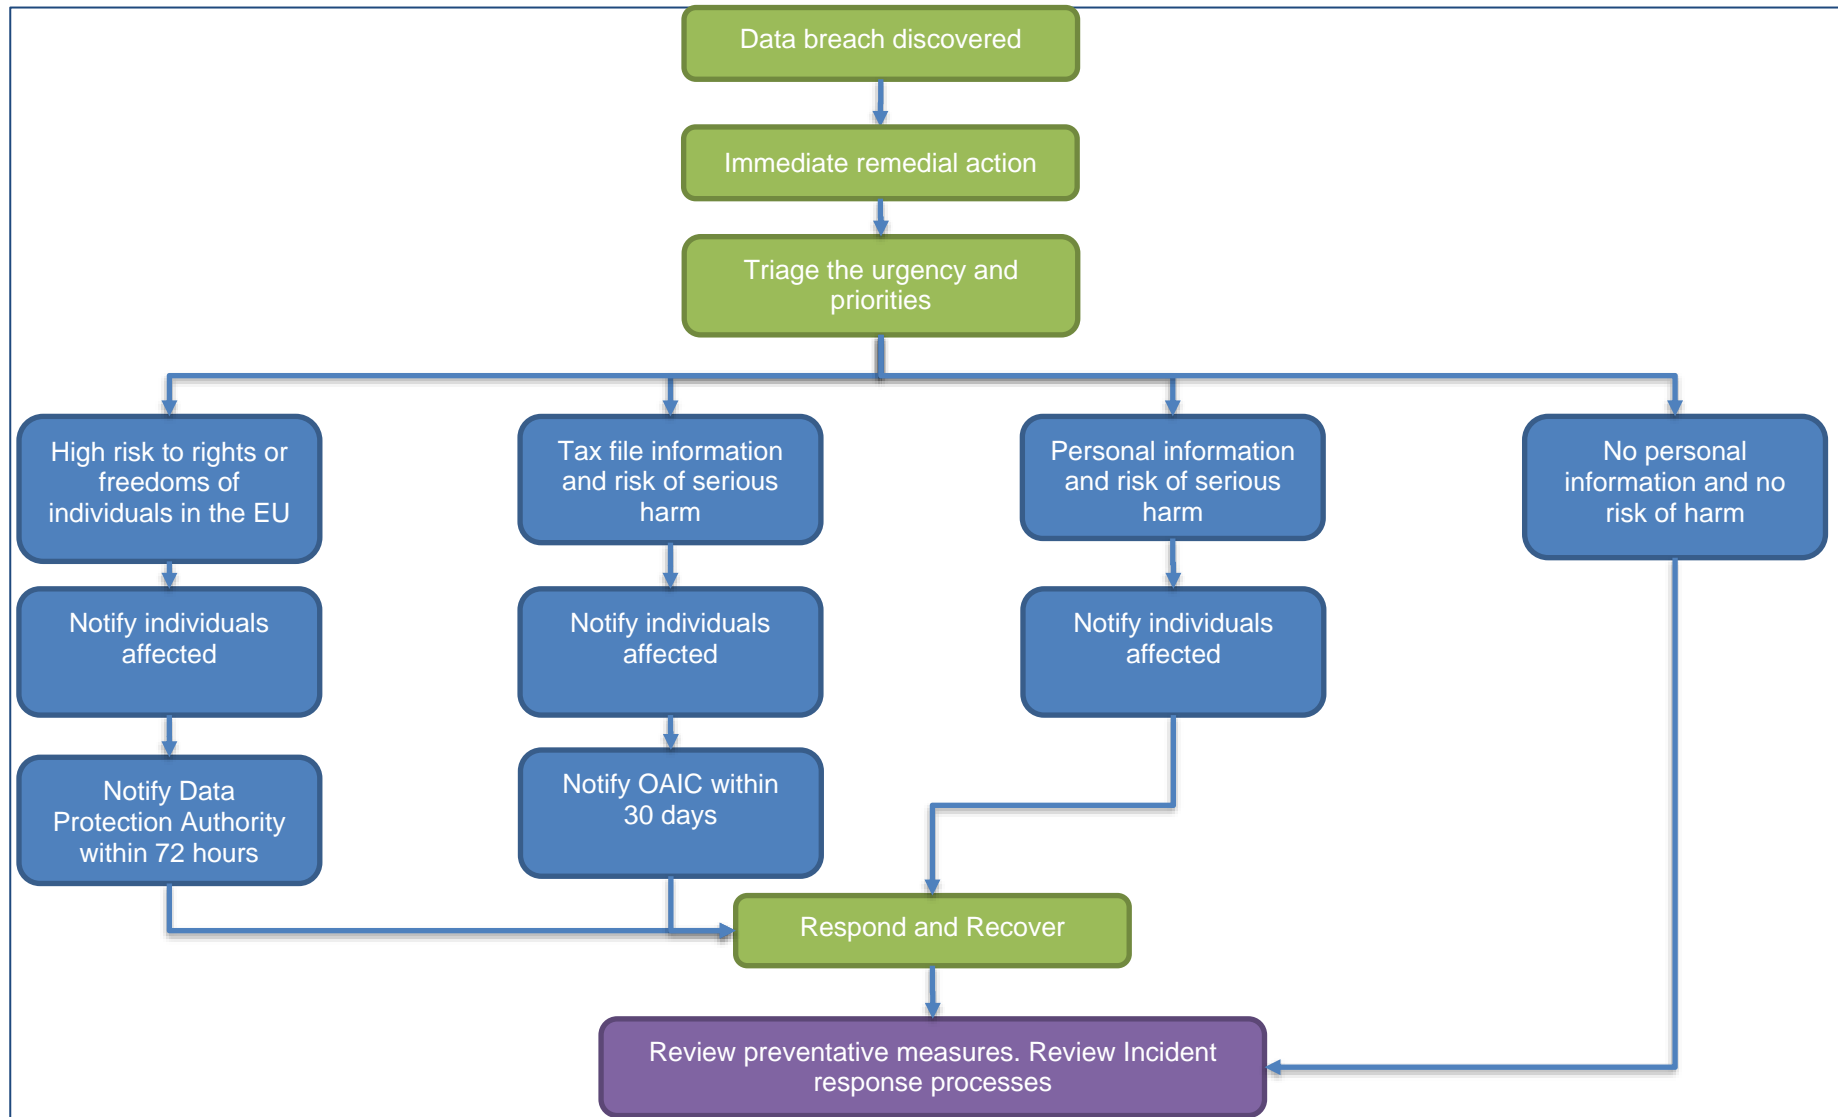 Data breach discovered
Immediate remedial action
Triage the urgency and
priorities
High risk to rights or
freedoms of
individuals in the EU
Tax file information
and risk of serious
harm
Personal information
and risk of serious
harm
No personal
information and no
risk of harm
Notify individuals
affected
Notify individuals
affected
Notify individuals
affected
Notify Data
Protection Authority
within 72 hours
Notify OAIC within
30 days
Respond and Recover
Review preventative measures. Review Incident
response processes